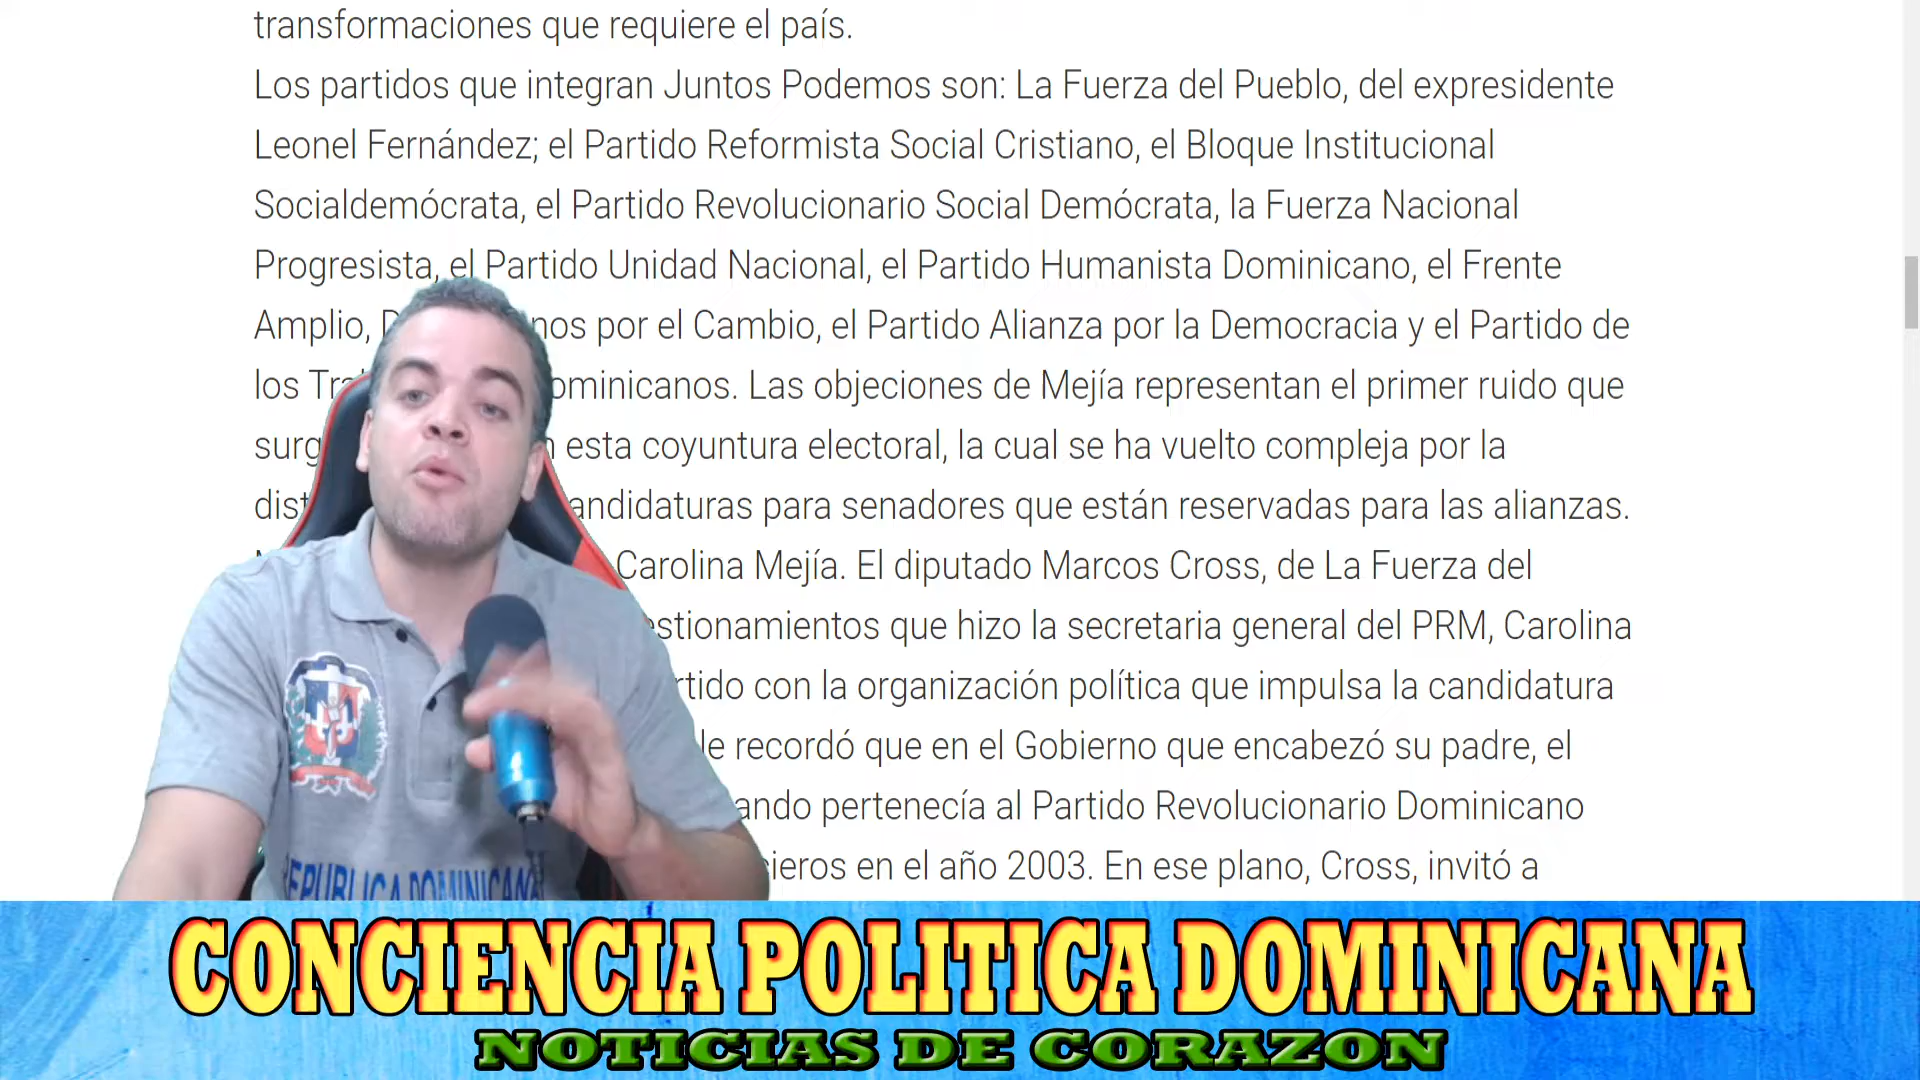 transformaciones que requiere el país.
Los partidos que integran Juntos Podemos son: La Fuerza del Pueblo, del expresidente
Leonel Fernández; el Partido Reformista Social Cristiano, el Bloque Institucional
Socialdemócrata, el Partido Revolucionario Social Demócrata, la Fuerza Nacional
Progresista, el Partido Unidad Nacional, el Partido Humanista Dominicano, el Frente
Amplio, nos por el Cambio, el Partido Alianza por la Democracia y el Partido de
los ominicanos. Las objeciones de Mejía representan el primer ruido que
surg esta coyuntura electoral, la cual se ha vuelto compleja por la
dist andidaturas para senadores que están reservadas para las alianzas.
Carolina Mejía. El diputado Marcos Cross, de La Fuerza del
estionamientos que hizo la secretaria general del PRM, Carolina
rtido con la organización política que impulsa la candidatura
le recordó que en el Gobierno que encabezó su padre, el
ando pertenecía al Partido Revolucionario Dominicano
cieros en el año 2003. En ese plano, Cross, invitó a
REPUBLICA DOMINICANA
CONCIENCIA POLITICA DOMINICANA
NOTICIAS DE CORAZON